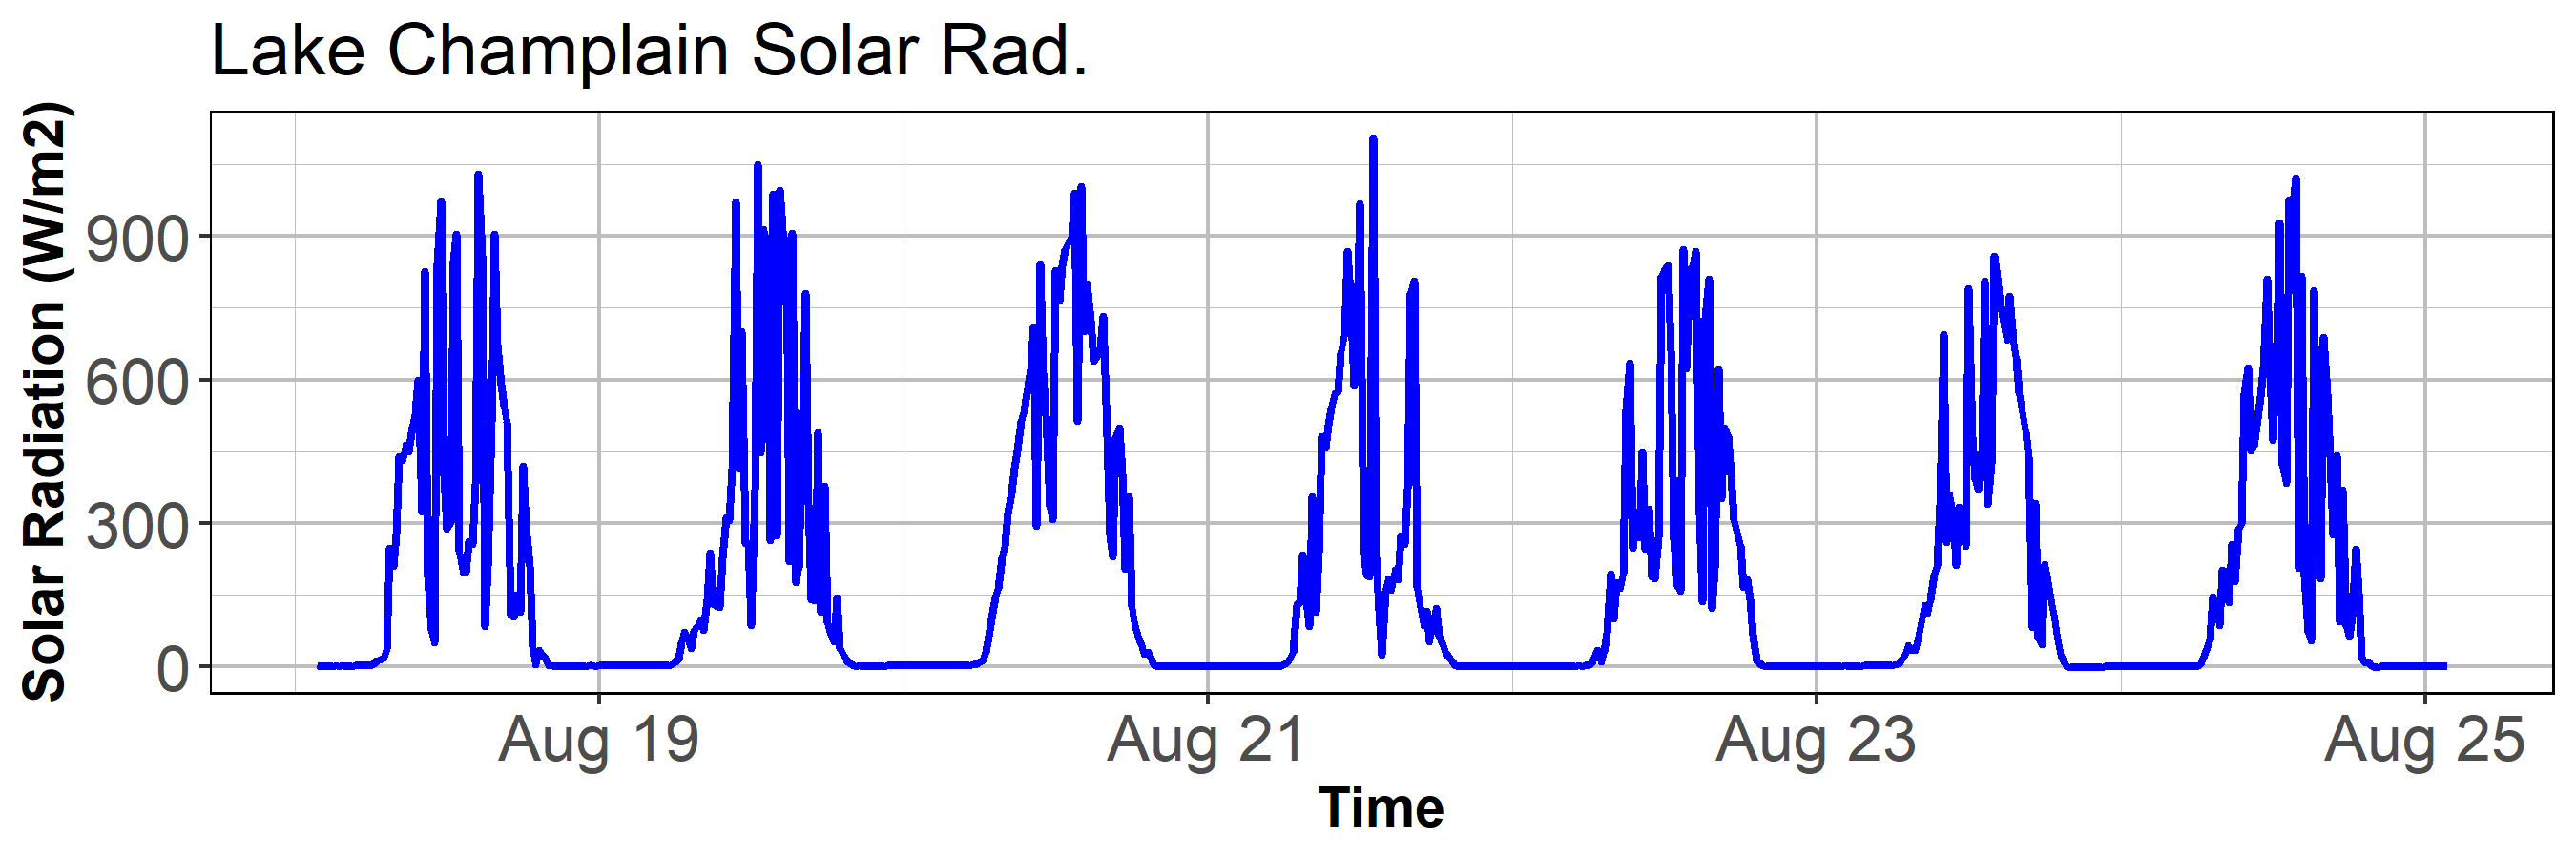 Lake Champlain Solar Rad.
Solar Radiation (W/m2)
900
600
300
0
Aug 19 Aug 21 Aug 23 Aug 25
Time